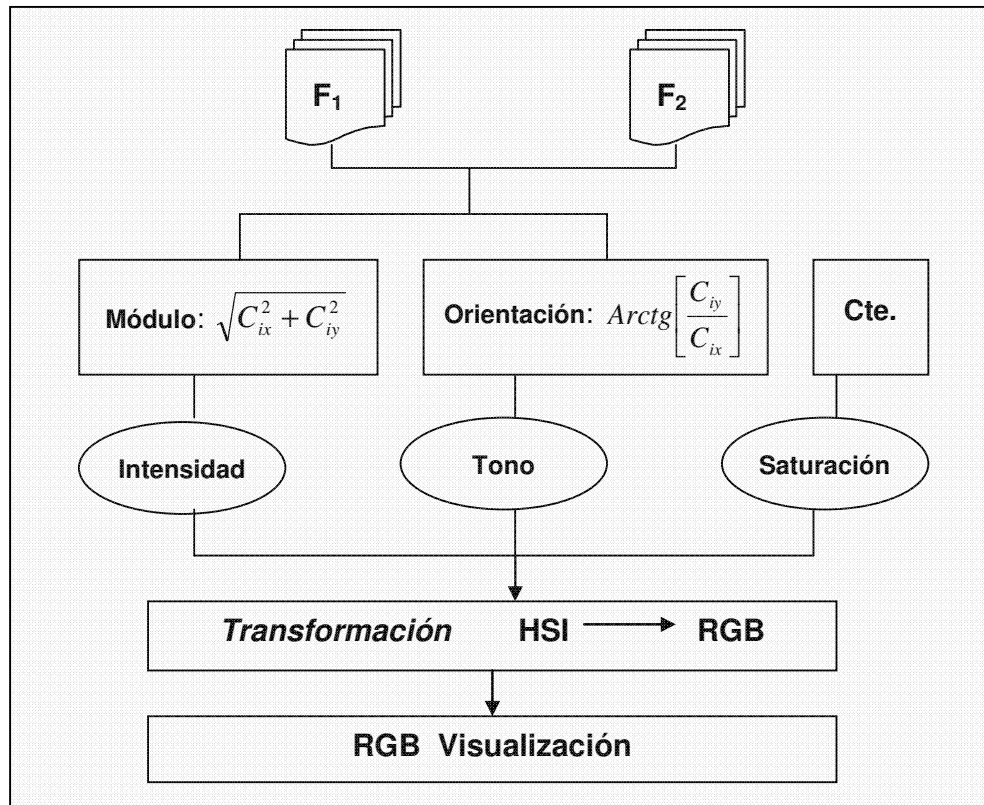 F₁ F₂
Módulo: √(C²ix + C²iy) Orientación: Arctg[Ciy/Cix] Cte.
Intensidad Tono Saturación
Transformación HSI → RGB
RGB Visualización